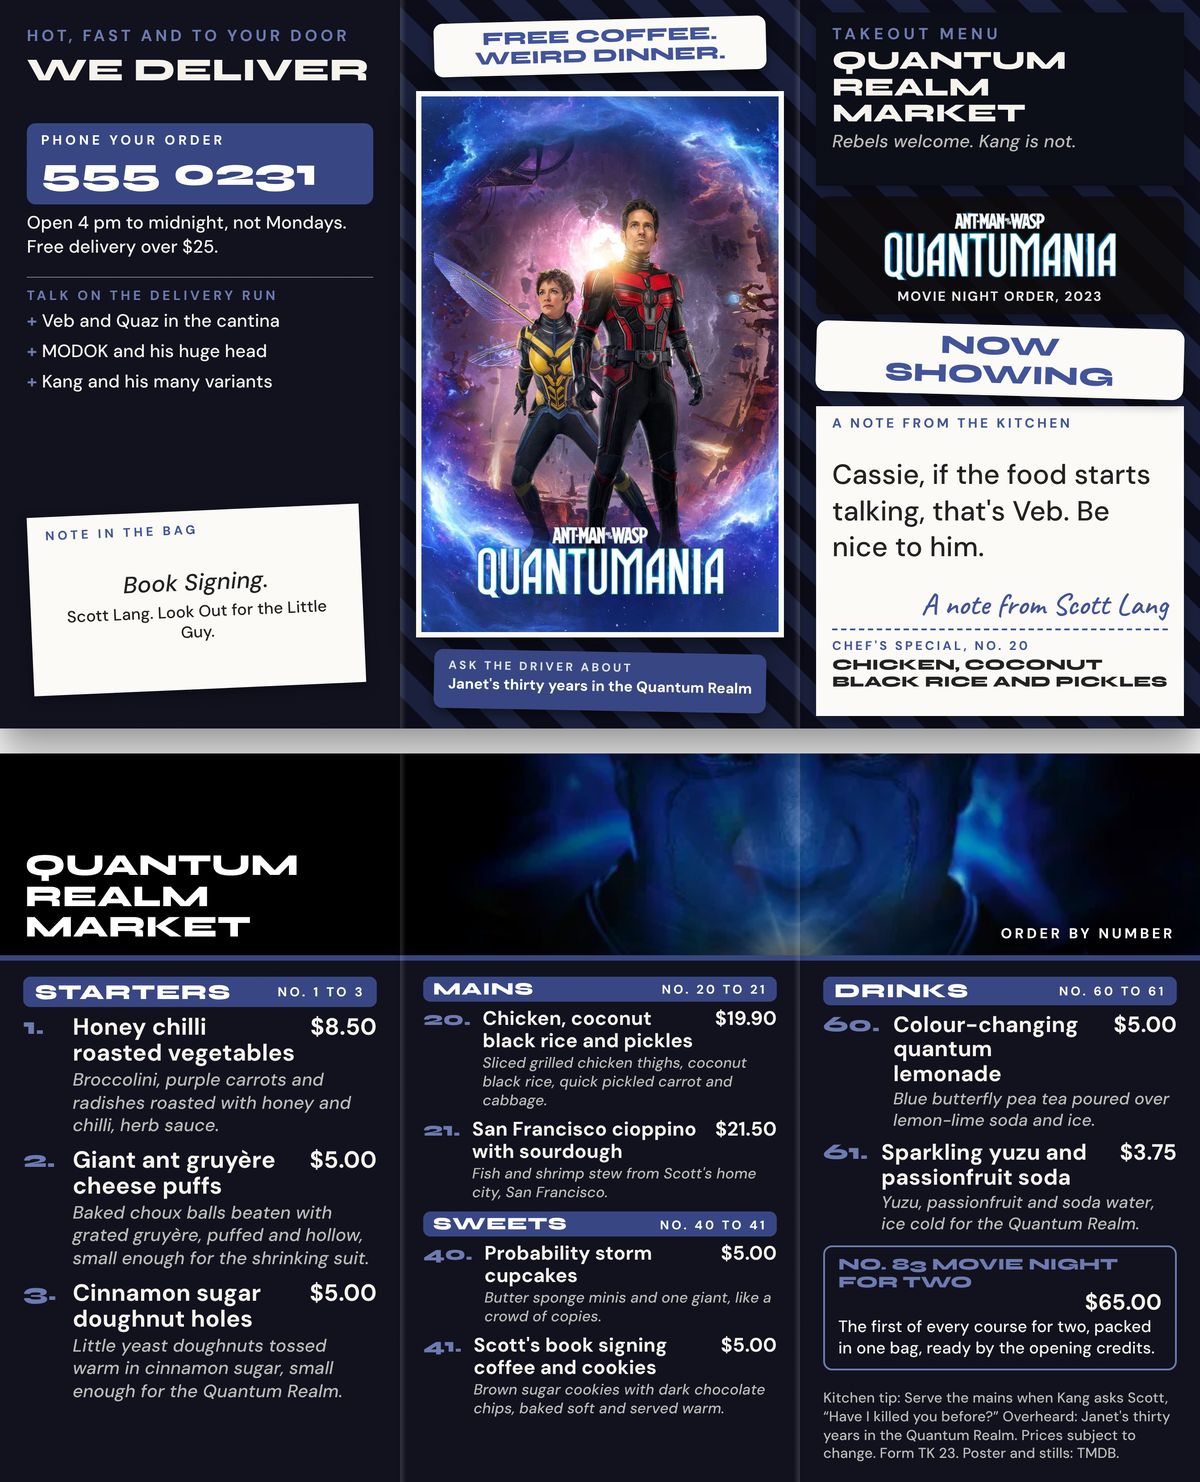 HOT, FAST AND TO YOUR DOOR
WE DELIVER
PHONE YOUR ORDER
555 0231
Open 4 pm to midnight, not Mondays.
Free delivery over $25.
TALK ON THE DELIVERY RUN
+ Veb and Quaz in the cantina
+ MODOK and his huge head
+ Kang and his many variants
NOTE IN THE BAG
Book Signing.
Scott Lang. Look Out for the Little
Guy.
FREE COFFEE.
WEIRD DINNER.
ANT-MAN AND THE WASP
QUANTUMANIA
ASK THE DRIVER ABOUT
Janet's thirty years in the Quantum Realm
TAKEOUT MENU
QUANTUM
REALM
MARKET
Rebels welcome. Kang is not.
ANT-MAN AND THE WASP
QUANTUMANIA
MOVIE NIGHT ORDER, 2023
NOW
SHOWING
A NOTE FROM THE KITCHEN
Cassie, if the food starts
talking, that's Veb. Be
nice to him.
A note from Scott Lang
CHEF'S SPECIAL, NO. 20
CHICKEN, COCONUT
BLACK RICE AND PICKLES
QUANTUM
REALM
MARKET
ORDER BY NUMBER
STARTERS NO. 1 TO 3
1. Honey chilli $8.50
roasted vegetables
Broccolini, purple carrots and
radishes roasted with honey and
chilli, herb sauce.
2. Giant ant gruyère $5.00
cheese puffs
Baked choux balls beaten with
grated gruyère, puffed and hollow,
small enough for the shrinking suit.
3. Cinnamon sugar $5.00
doughnut holes
Little yeast doughnuts tossed
warm in cinnamon sugar, small
enough for the Quantum Realm.
MAINS NO. 20 TO 21
20. Chicken, coconut $19.90
black rice and pickles
Sliced grilled chicken thighs, coconut
black rice, quick pickled carrot and
cabbage.
21. San Francisco cioppino $21.50
with sourdough
Fish and shrimp stew from Scott's home
city, San Francisco.
SWEETS NO. 40 TO 41
40. Probability storm $5.00
cupcakes
Butter sponge minis and one giant, like a
crowd of copies.
41. Scott's book signing $5.00
coffee and cookies
Brown sugar cookies with dark chocolate
chips, baked soft and served warm.
DRINKS NO. 60 TO 61
60. Colour-changing $5.00
quantum
lemonade
Blue butterfly pea tea poured over
lemon-lime soda and ice.
61. Sparkling yuzu and $3.75
passionfruit soda
Yuzu, passionfruit and soda water,
ice cold for the Quantum Realm.
NO. 83 MOVIE NIGHT
FOR TWO
$65.00
The first of every course for two, packed
in one bag, ready by the opening credits.
Kitchen tip: Serve the mains when Kang asks Scott,
“Have I killed you before?” Overheard: Janet's thirty
years in the Quantum Realm. Prices subject to
change. Form TK 23. Poster and stills: TMDB.